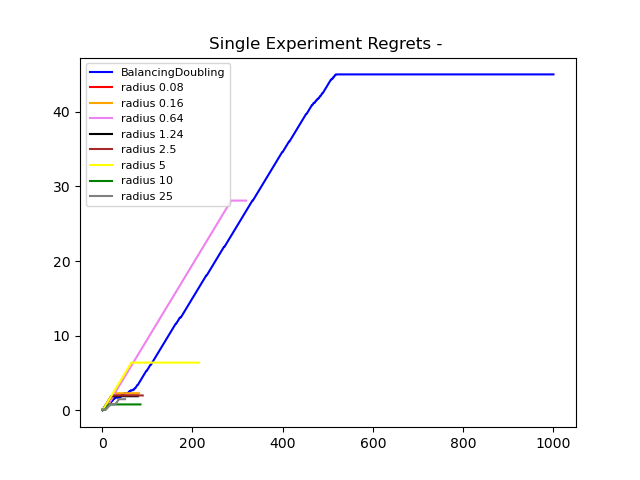 Single Experiment Regrets -
BalancingDoubling
radius 0.08
radius 0.16
radius 0.64
radius 1.24
radius 2.5
radius 5
radius 10
radius 25
40
30
20
10
0
0 200 400 600 800 1000